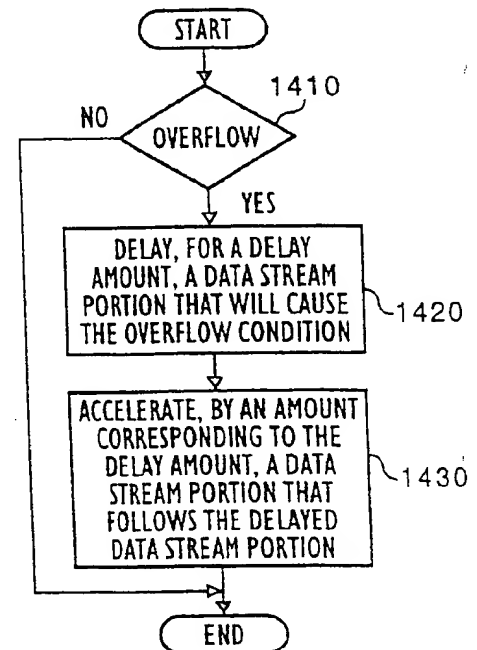 START
1410
NO
OVERFLOW
YES
DELAY, FOR A DELAY
AMOUNT, A DATA STREAM
PORTION THAT WILL CAUSE
THE OVERFLOW CONDITION
1420
ACCELERATE, BY AN AMOUNT
CORRESPONDING TO THE
DELAY AMOUNT, A DATA
STREAM PORTION THAT
FOLLOWS THE DELAYED
DATA STREAM PORTION
1430
END